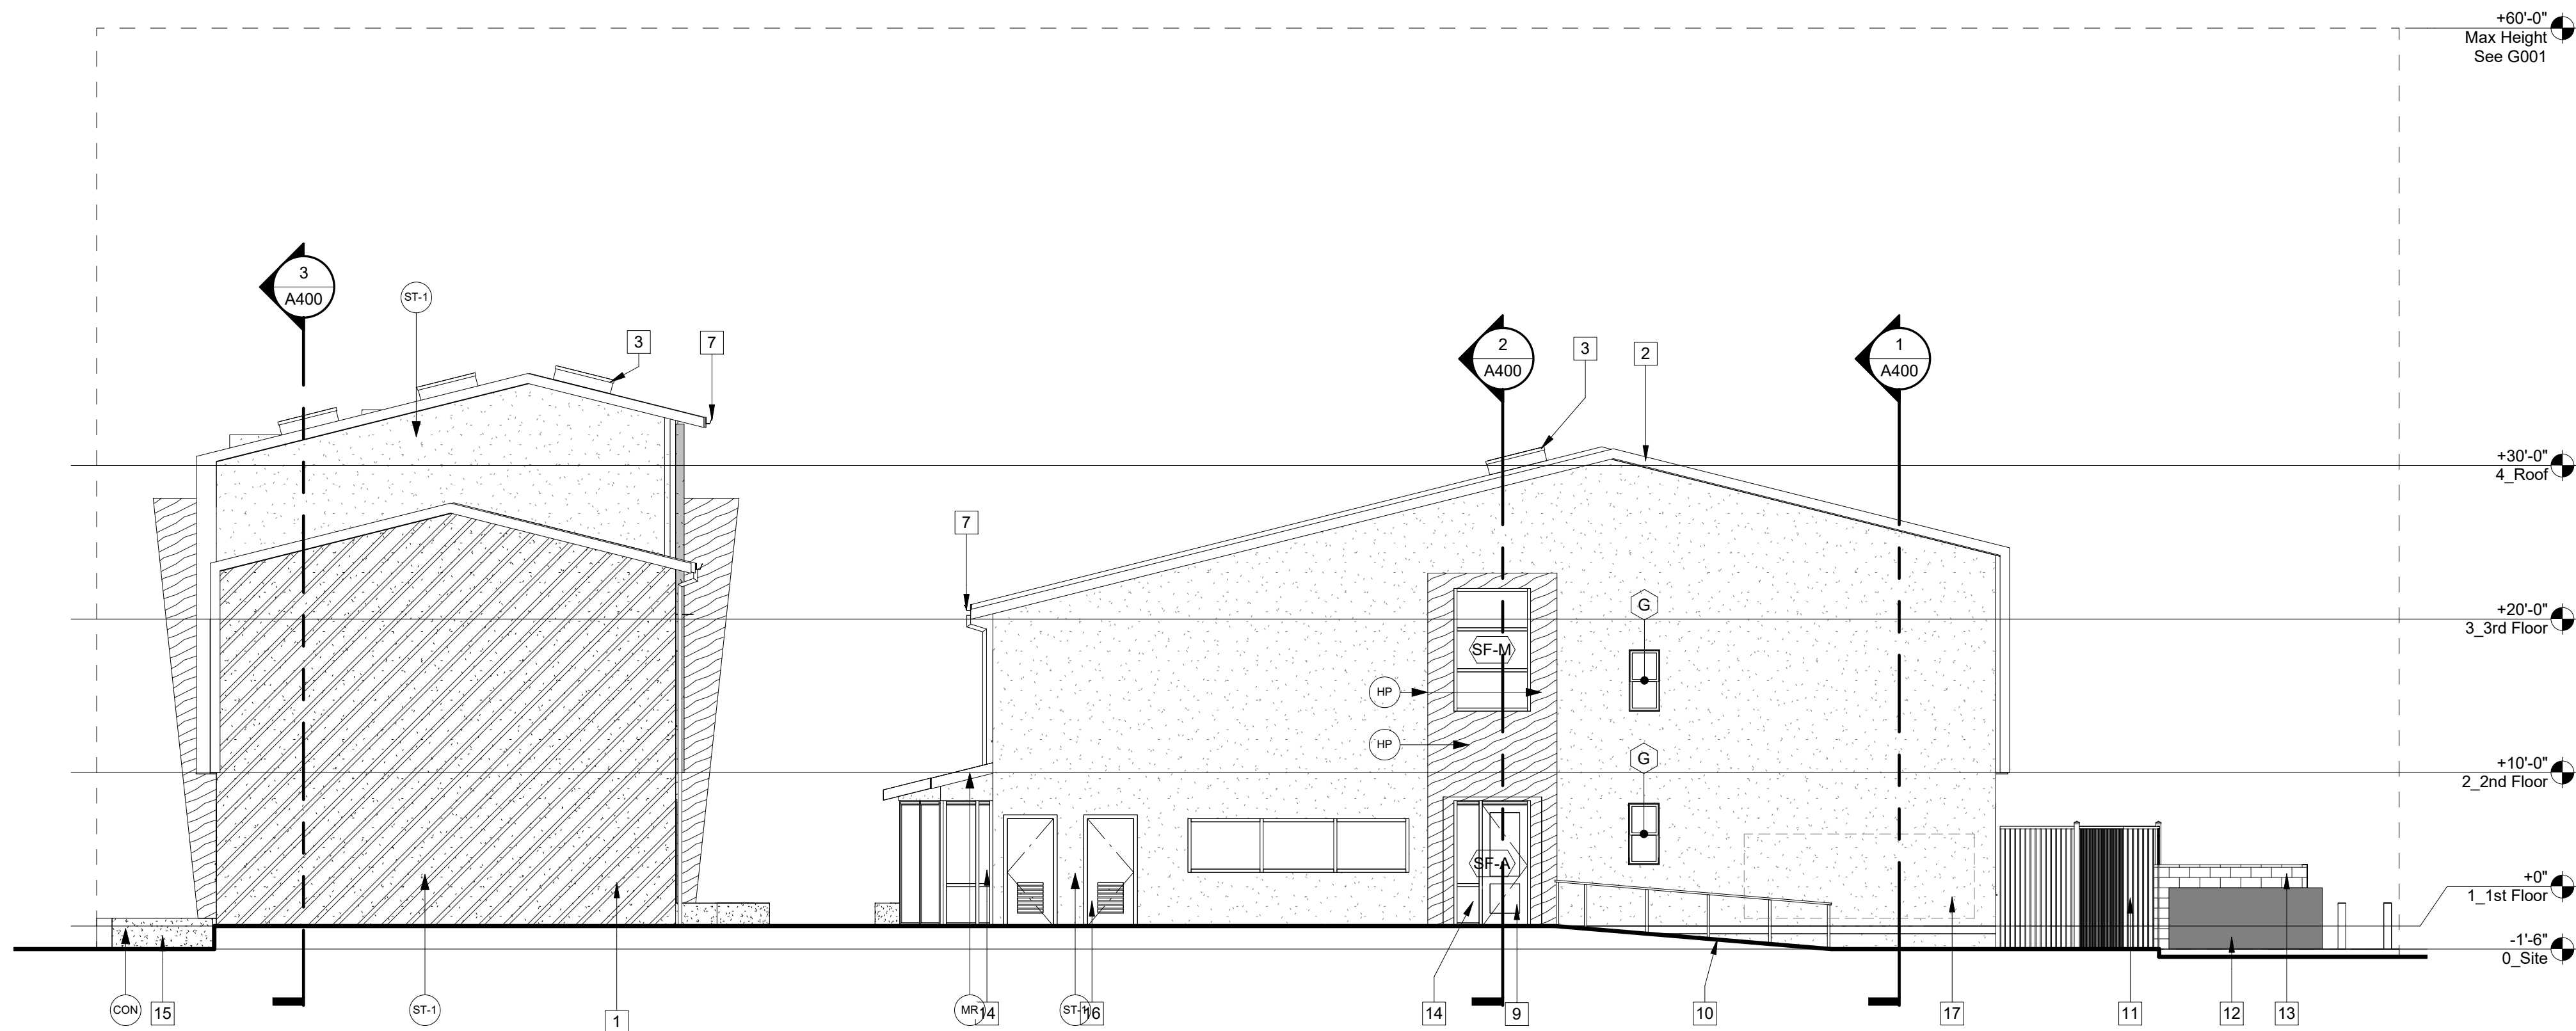 +60'-0"
Max Height
See G001
3
A400
ST-1
3
7
2
A400
3
2
1
A400
+30'-0"
4_Roof
7
G
+20'-0"
3_3rd Floor
SF-M
HP
HP
G
+10'-0"
2_2nd Floor
SF-A
+0"
1_1st Floor
-1'-6"
0_Site
CON
15
ST-1
1
MR
14
ST-1
16
14
9
10
17
11
12
13